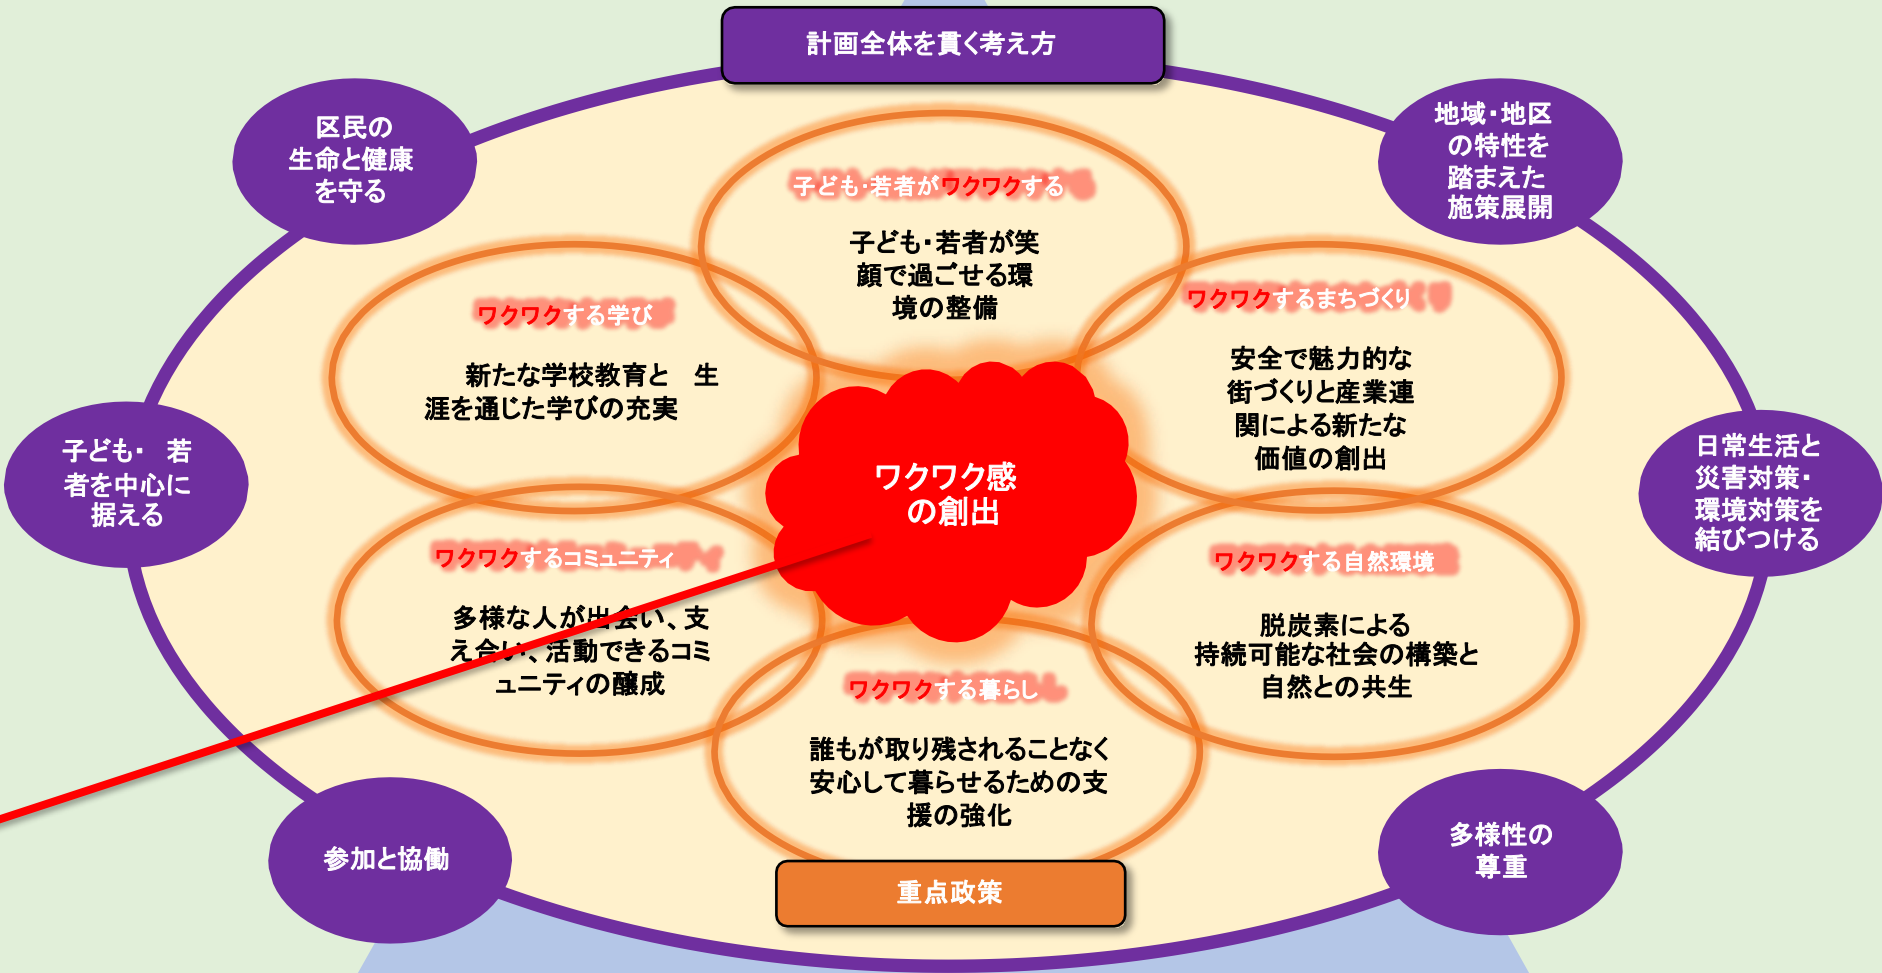 計画全体を貫く考え方
区民の
生命と健康
を守る
地域・地区
の特性を
踏まえた
施策展開
子ども・若者がワクワクする
子ども・若者が笑
顔で過ごせる環
境の整備
ワクワクする学び
新たな学校教育と　生
涯を通じた学びの充実
ワクワクするまちづくり
安全で魅力的な
街づくりと産業連
関による新たな
価値の創出
子ども・　若
者を中心に
据える
ワクワク感
の創出
日常生活と
災害対策・
環境対策を
結びつける
ワクワクするコミュニティ
多様な人が出会い、支
え合い、活動できるコミ
ュニティの醸成
ワクワクする自然環境
脱炭素による
持続可能な社会の構築と
自然との共生
ワクワクする暮らし
誰もが取り残されることなく
安心して暮らせるための支
援の強化
参加と協働
多様性の
尊重
重点政策